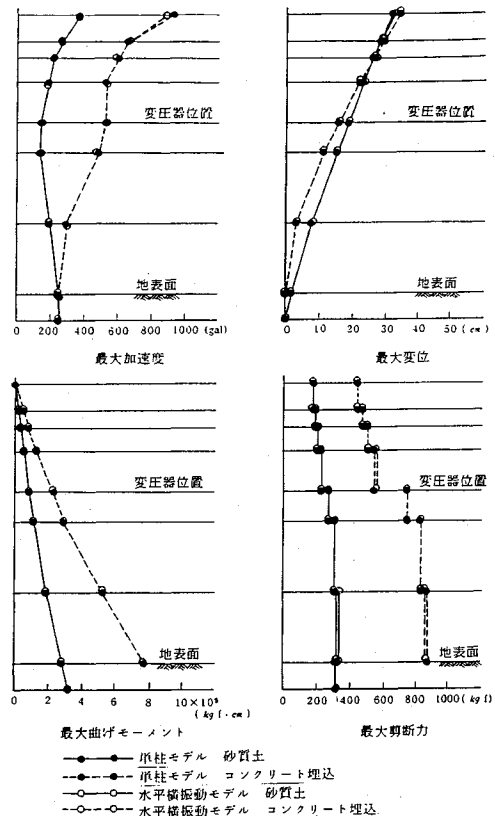 変圧器位置
地表面
0 200 400 600 800 1000 (gal)
最大加速度
変圧器位置
地表面
0 10 20 30 40 50 (cm)
最大変位
変圧器位置
地表面
0 2 4 6 8
(kgf・cm)
最大曲げモーメント
変圧器位置
地表面
0 200 400 600 800 1000 (kgf)
最大剪断力
単柱モデル 砂質土
単柱モデル コンクリート埋込
水平横振動モデル 砂質土
水平横振動モデル コンクリート埋込